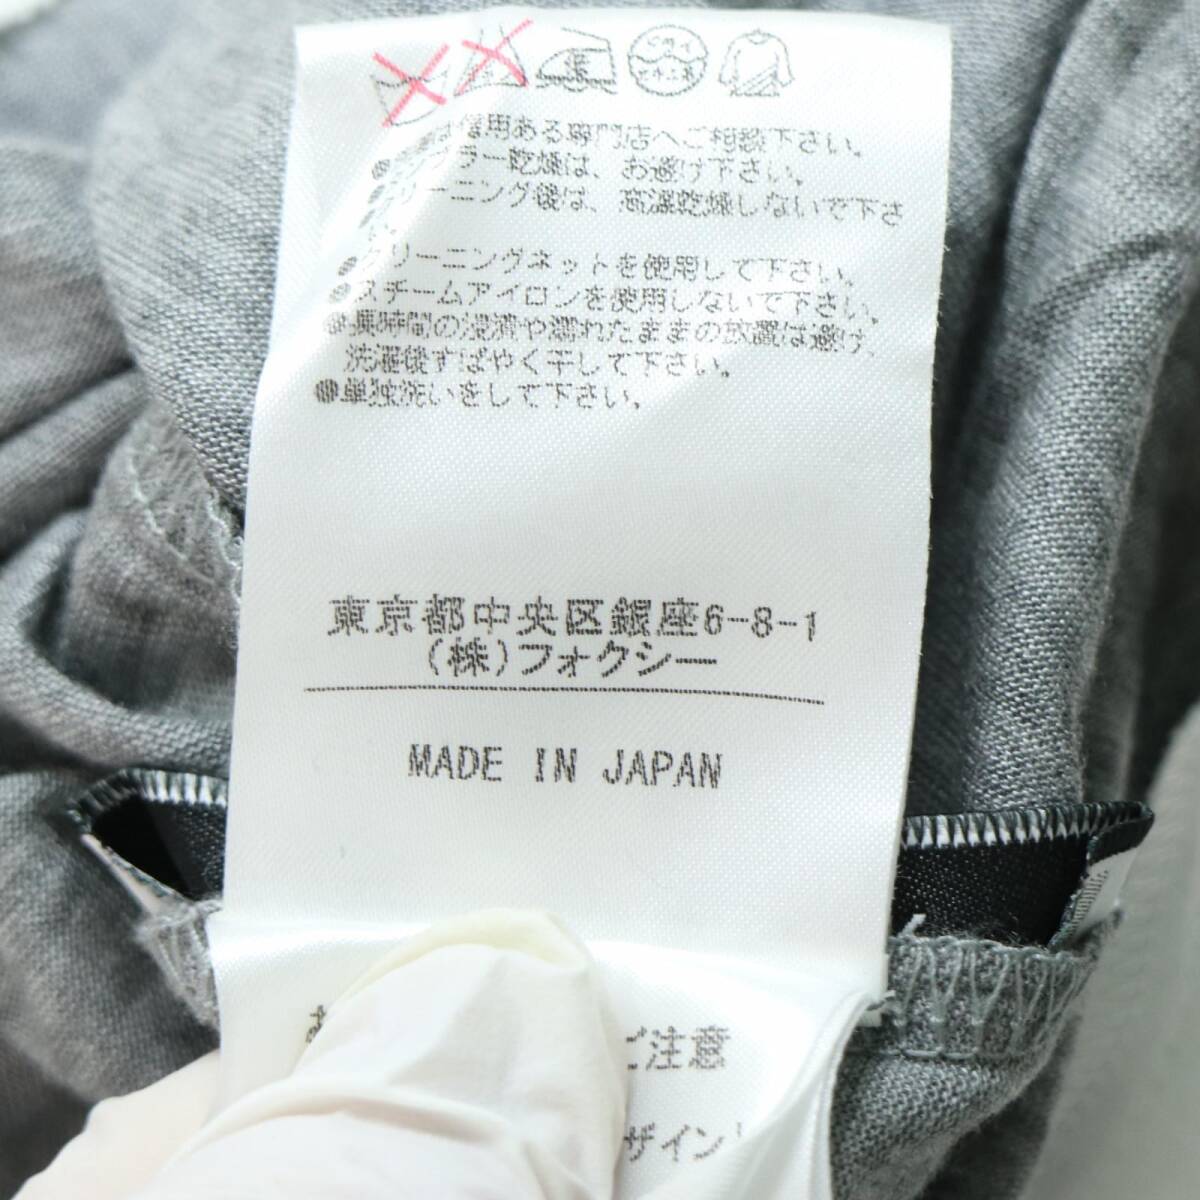 は信用ある専門店へご相談下さい。
ラー乾燥は、お避け下さい。
リーニング後は、高温乾燥しないで下さ
●クリーニングネットを使用して下さい。
●スチームアイロンを使用しないで下さい。
●長時間の浸漬や濡れたままの放置は避け
洗濯後すばやく干して下さい。
●単独洗いをして下さい。
東京都中央区銀座6-8-1
(株)フォクシー
MADE IN JAPAN
ご注意
ザイン